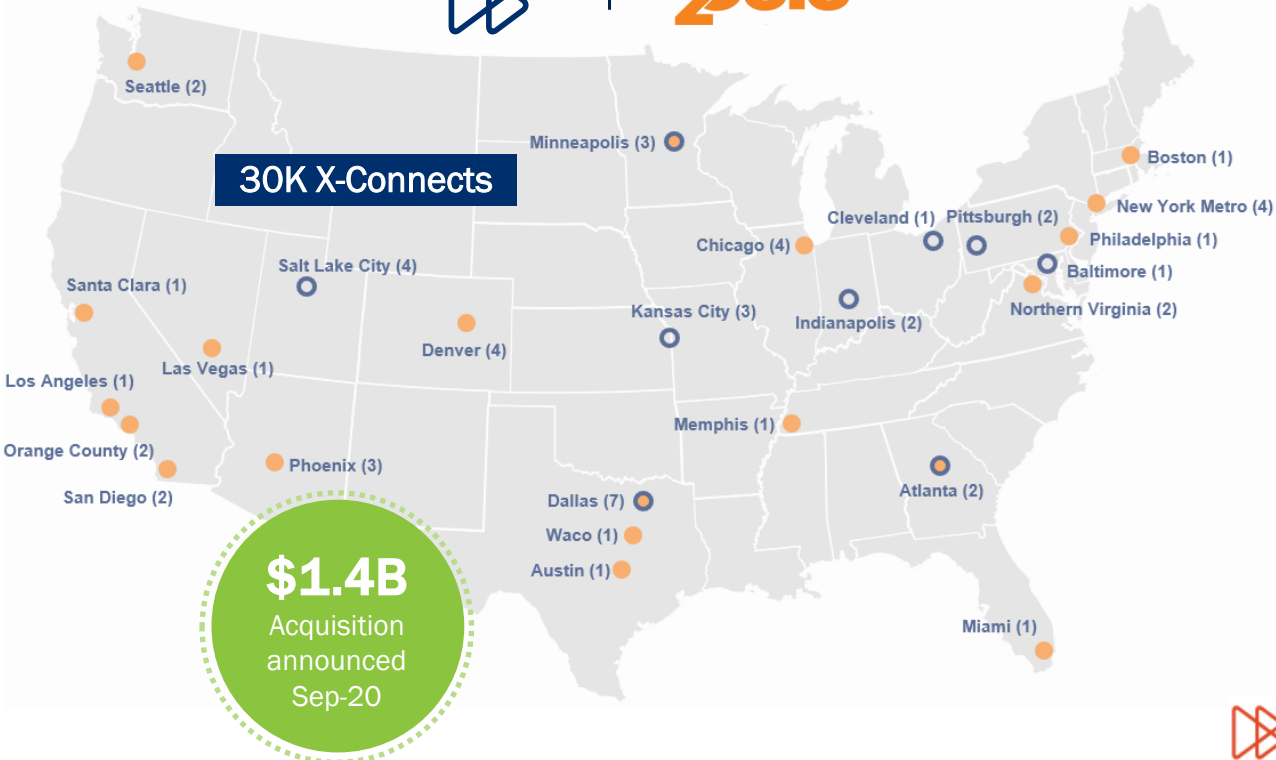 Seattle (2)
Minneapolis (3)
Boston (1)
30K X-Connects
New York Metro (4)
Cleveland (1)
Pittsburgh (2)
Philadelphia (1)
Chicago (4)
Salt Lake City (4)
Baltimore (1)
Santa Clara (1)
Northern Virginia (2)
Kansas City (3)
Indianapolis (2)
Denver (4)
Las Vegas (1)
Los Angeles (1)
Memphis (1)
Orange County (2)
Phoenix (3)
San Diego (2)
Atlanta (2)
Dallas (7)
Waco (1)
Austin (1)
$1.4B
Acquisition
announced
Sep-20
Miami (1)